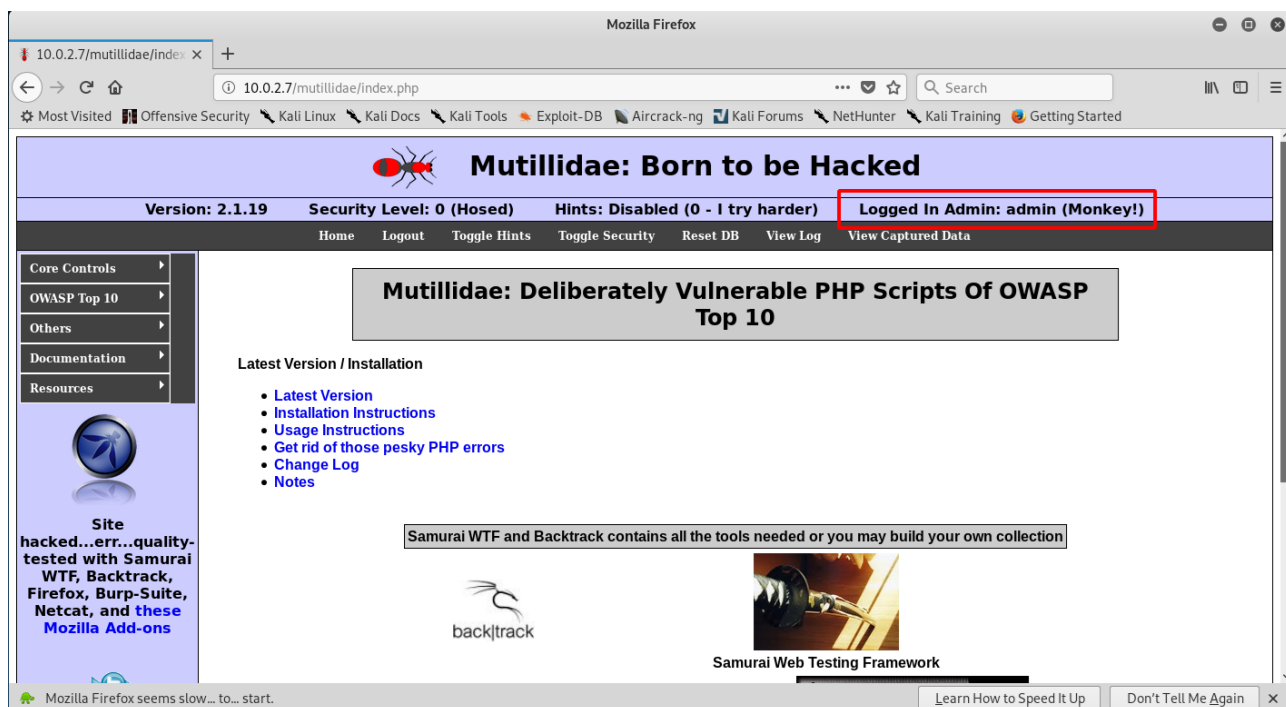 Mozilla Firefox
10.0.2.7/mutillidae/index
10.0.2.7/mutillidae/index.php
Search
Most Visited Offensive Security Kali Linux Kali Docs Kali Tools Exploit-DB Aircrack-ng Kali Forums NetHunter Kali Training Getting Started
Mutillidae: Born to be Hacked
Version: 2.1.19 Security Level: 0 (Hosed) Hints: Disabled (0 - I try harder) Logged In Admin: admin (Monkey!)
Home Logout Toggle Hints Toggle Security Reset DB View Log View Captured Data
Core Controls
OWASP Top 10
Others
Documentation
Resources
Site
hacked...err...quality-
tested with Samurai
WTF, Backtrack,
Firefox, Burp-Suite,
Netcat, and these
Mozilla Add-ons
Mutillidae: Deliberately Vulnerable PHP Scripts Of OWASP
Top 10
Latest Version / Installation
• Latest Version
• Installation Instructions
• Usage Instructions
• Get rid of those pesky PHP errors
• Change Log
• Notes
Samurai WTF and Backtrack contains all the tools needed or you may build your own collection
back|track
Samurai Web Testing Framework
Mozilla Firefox seems slow... to... start.
Learn How to Speed It Up
Don't Tell Me Again